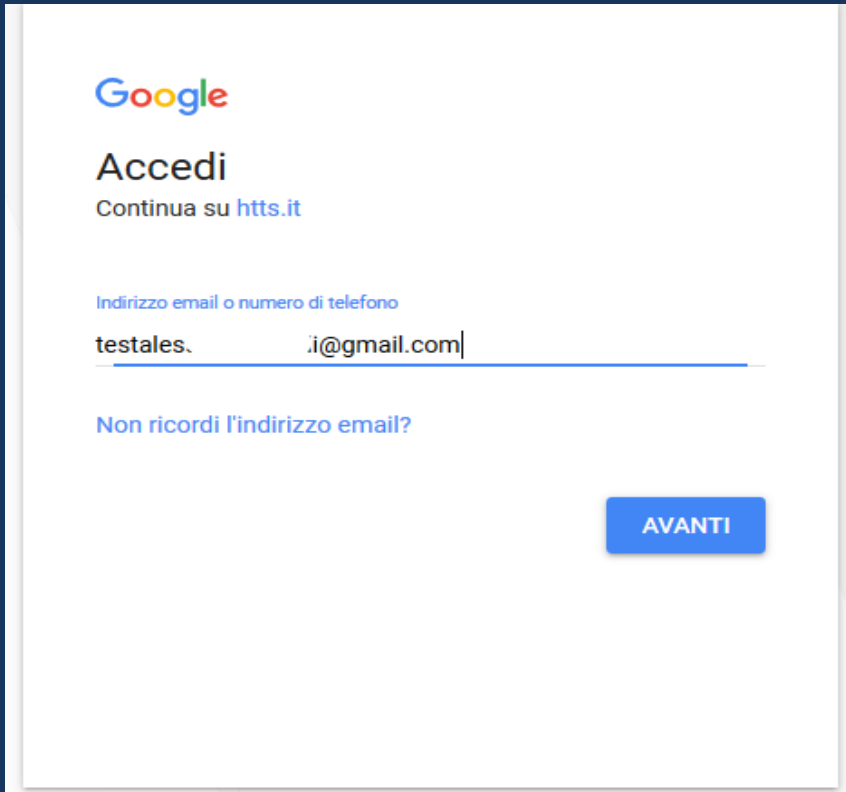 Google
Accedi
Continua su htts.it
Indirizzo email o numero di telefono
testales i@gmail.com
Non ricordi l'indirizzo email?
AVANTI